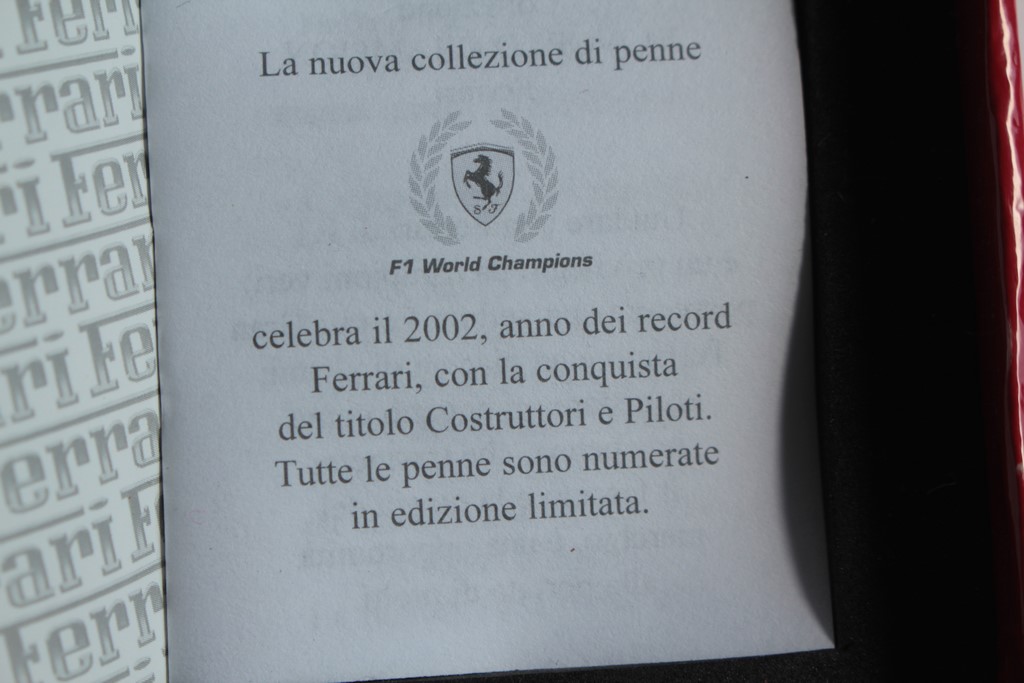 La nuova collezione di penne
S F
F1 World Champions
celebra il 2002, anno dei record
Ferrari, con la conquista
del titolo Costruttori e Piloti.
Tutte le penne sono numerate
in edizione limitata.
Ferrari